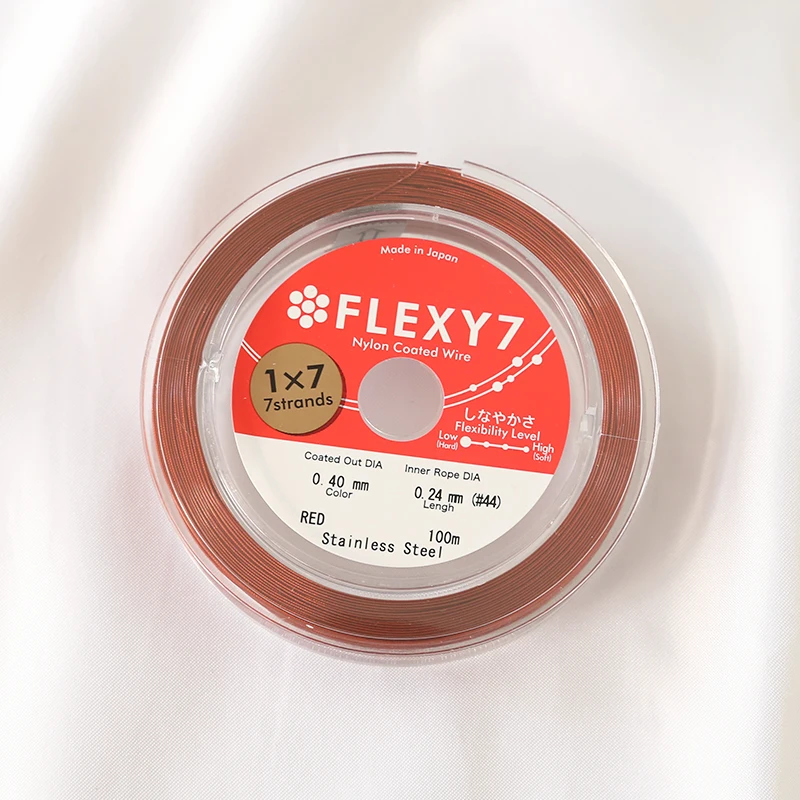 Made in Japan
FLEXY7
Nylon Coated Wire
1×7
7strands
しなやかさ
Flexibility Level
Low
(Hard)
High
(Soft)
Coated Out DIA
0.40 mm
Inner Rope DIA
0.24 mm (#44)
Color
RED
Lengh
100m
Stainless Steel